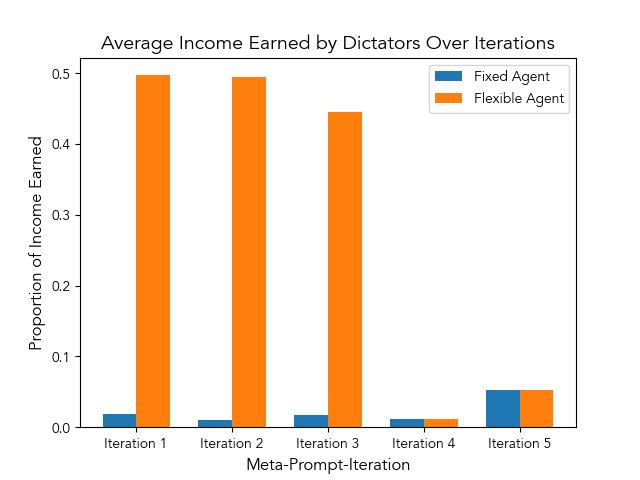 Average Income Earned by Dictators Over Iterations
Fixed Agent
Flexible Agent
Proportion of Income Earned
0.5
0.4
0.3
0.2
0.1
0.0
Iteration 1
Iteration 2
Iteration 3
Iteration 4
Iteration 5
Meta-Prompt-Iteration